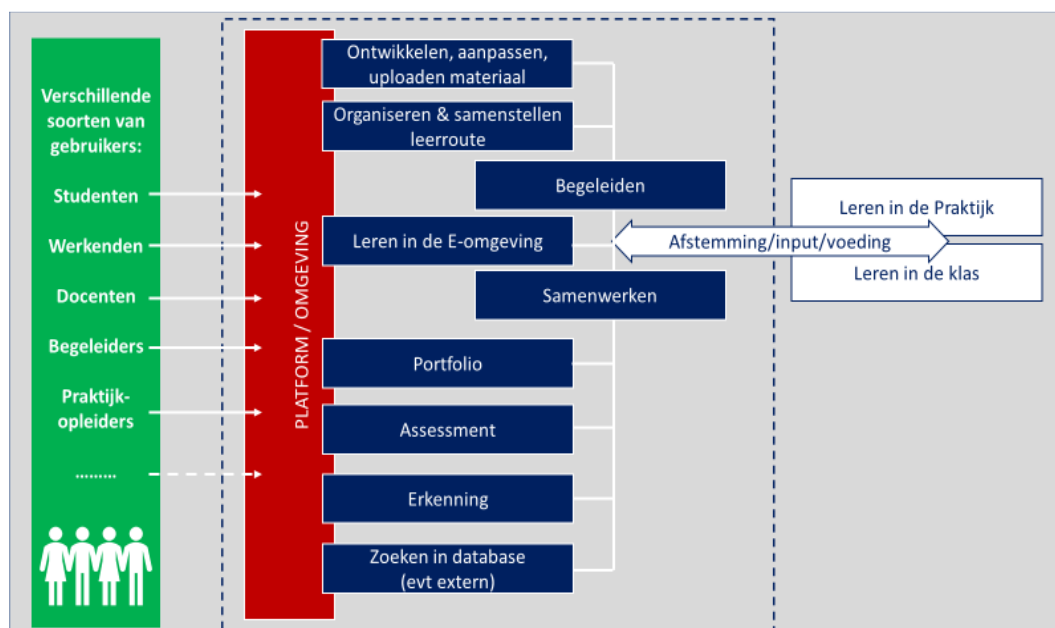 Verschillende
soorten van
gebruikers:
Studenten
Werkenden
Docenten
Begeleiders
Praktijk-
opleiders
.........
PLATFORM / OMGEVING
Ontwikkelen, aanpassen,
uploaden materiaal
Organiseren & samenstellen
leerroute
Begeleiden
Leren in de E-omgeving
Samenwerken
Portfolio
Assessment
Erkenning
Zoeken in database
(evt extern)
Afstemming/input/voeding
Leren in de Praktijk
Leren in de klas